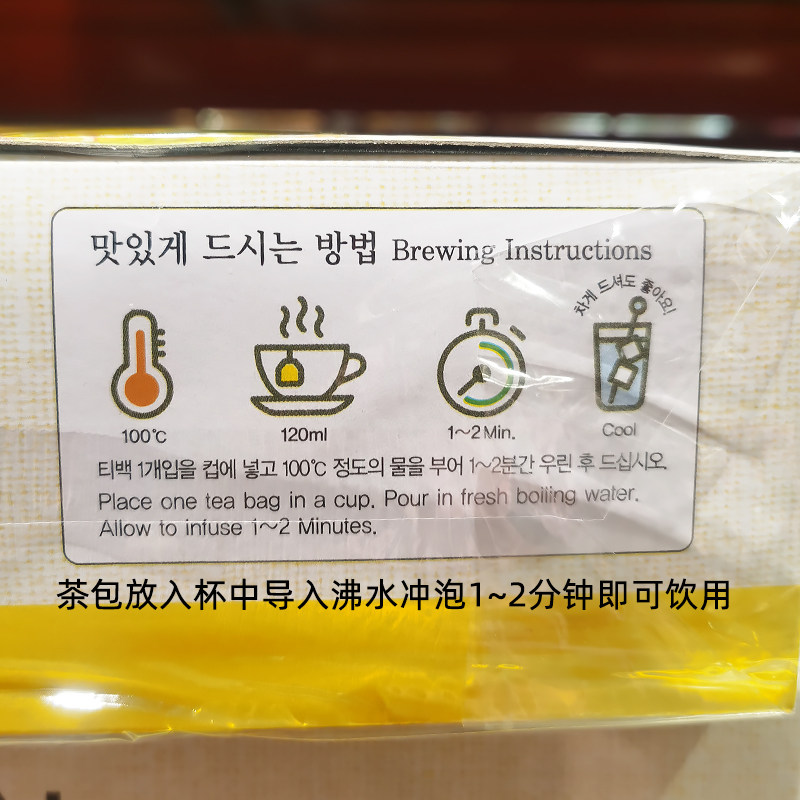 맛있게 드시는 방법 Brewing Instructions
차게 드셔도 좋아요!
100℃
120ml
1~2 Min.
Cool
티백 1개입을 컵에 넣고 100℃ 정도의 물을 부어 1~2분간 우린 후 드십시오.
Place one tea bag in a cup. Pour in fresh boiling water.
Allow to infuse 1~2 Minutes.
茶包放入杯中导入沸水冲泡1~2分钟即可饮用